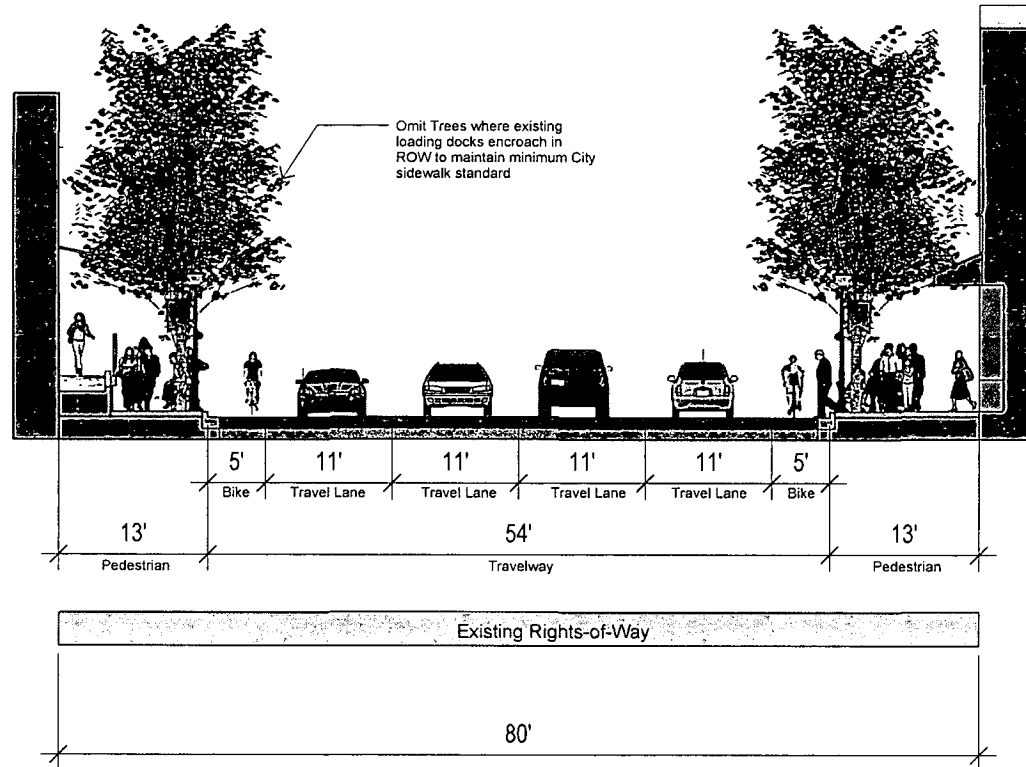 Omit Trees where existing
loading docks encroach in
ROW to maintain minimum City
sidewalk standard
5' 11' 11' 11' 11' 5'
Bike Travel Lane Travel Lane Travel Lane Travel Lane Bike
13' 54' 13'
Pedestrian Travelway Pedestrian
Existing Rights-of-Way
80'